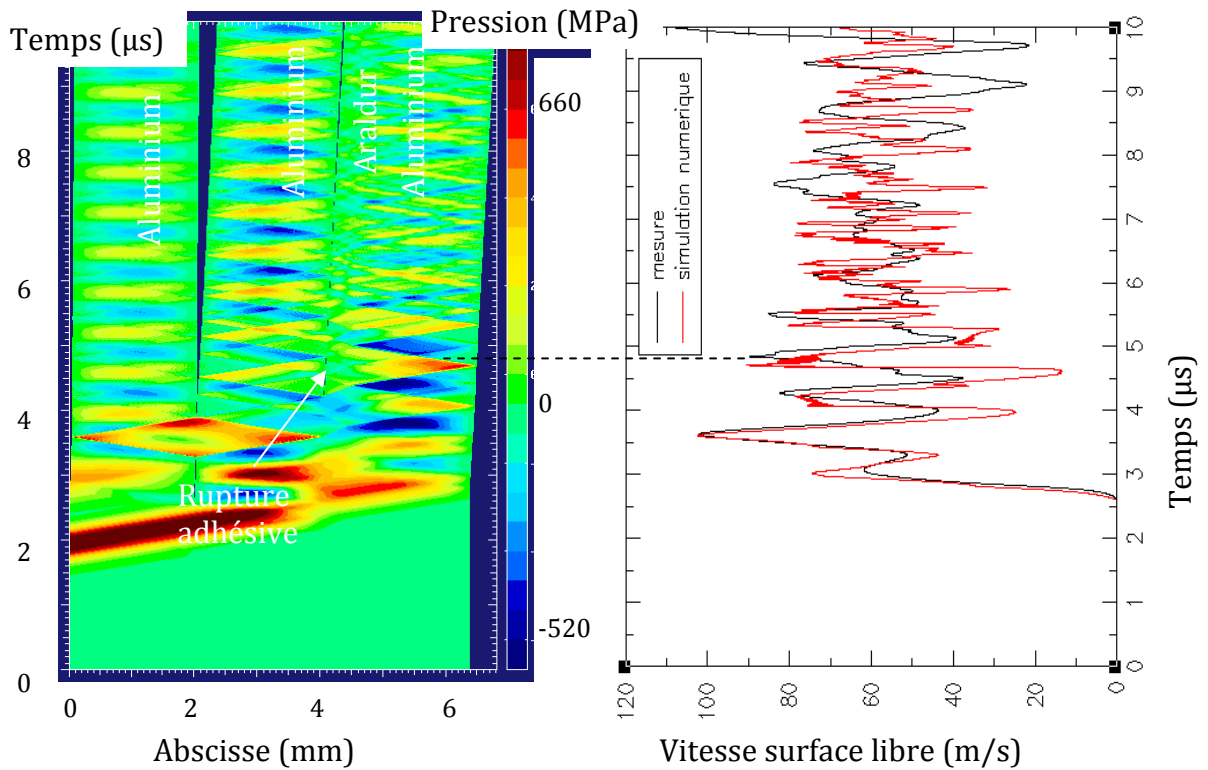 Temps (µs)
Pression (MPa)
Aluminium
Aluminium
Araldur
Aluminium
Rupture
adhésive
660
0
-520
8
6
4
2
0
0
2
4
6
Abscisse (mm)
mesure
simulation numerique
10
9
8
7
6
5
4
3
2
1
0
Temps (µs)
120
100
80
60
40
20
0
Vitesse surface libre (m/s)